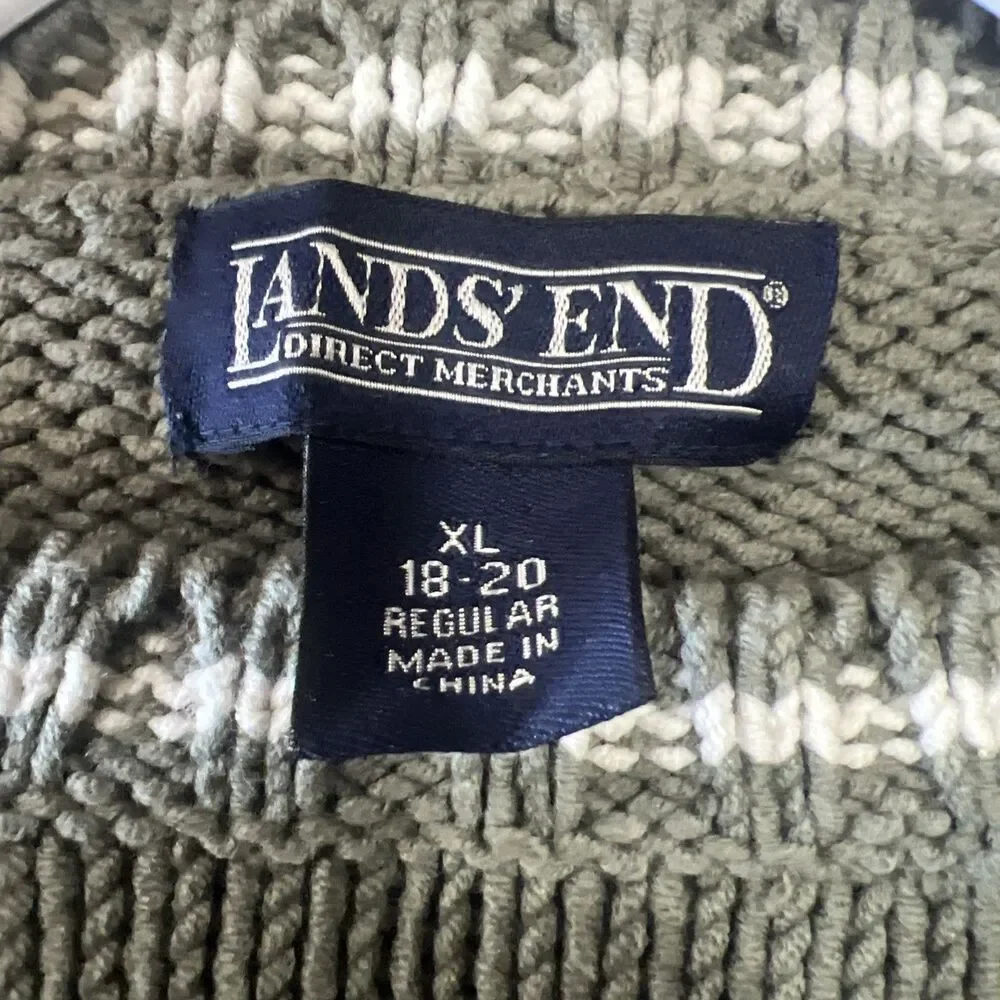 LANDS' END®
DIRECT MERCHANTS
XL
18-20
REGULAR
MADE IN
CHINA